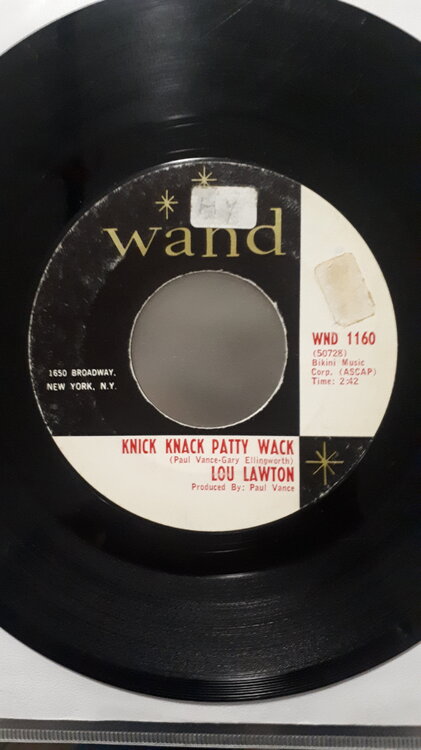 wand
1650 BROADWAY,
NEW YORK, N.Y.
WND 1160
(50728)
Bikini Music
Corp. (ASCAP)
Time: 2:42
KNICK KNACK PATTY WACK
(Paul Vance-Gary Ellingworth)
LOU LAWTON
Produced By: Paul Vance